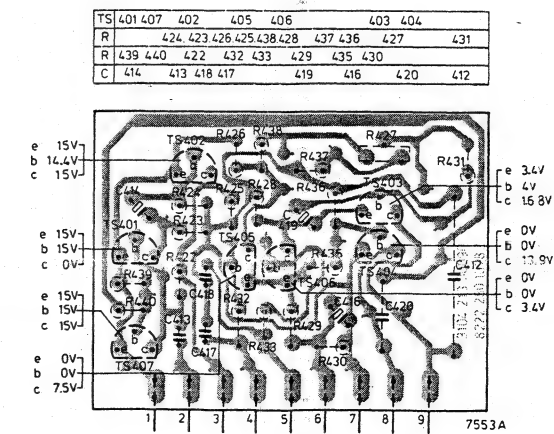 TS 401 407 402 405 406 403 404
R 424. 423. 426. 425. 438. 428 437 436 427 431
R 439 440 422 432 433 429 435 430
C 414 413 418 417 419 416 420 412
e 15V
b 14.4V
c 15V
e 15V
b 15V
c 0V
e 15V
b 15V
c 15V
e 0V
b 0V
c 7.5V
TS402
R426
R438
R427
R437
R431
R424
R425
R428
R436
TS403
TS401
R423
TS405
C419
R422
R439
C418
R440
R432
C413
C417
R433
R429
R430
C416
C420
C412
TS407
e 3.4V
b 4V
c 1.6 8V
e 0V
b 0V
c 13.9V
e 0V
b 0V
c 3.4V
1 2 3 4 5 6 7 8 9
7553A